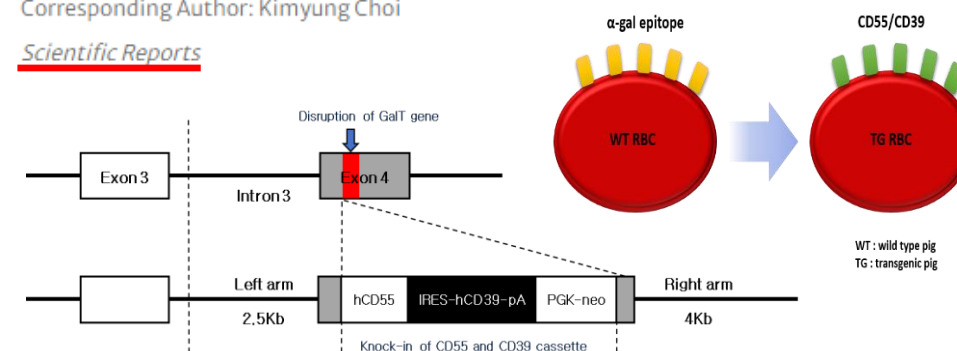 Corresponding Author: Kimyung Choi
Scientific Reports
α-gal epitope
CD55/CD39
WT RBC
TG RBC
WT : wild type pig
TG : transgenic pig
Disruption of GalT gene
Exon 3
Intron 3
Exon 4
Left arm
2.5Kb
hCD55
IRES-hCD39-pA
PGK-neo
Right arm
4Kb
Knock-in of CD55 and CD39 cassette